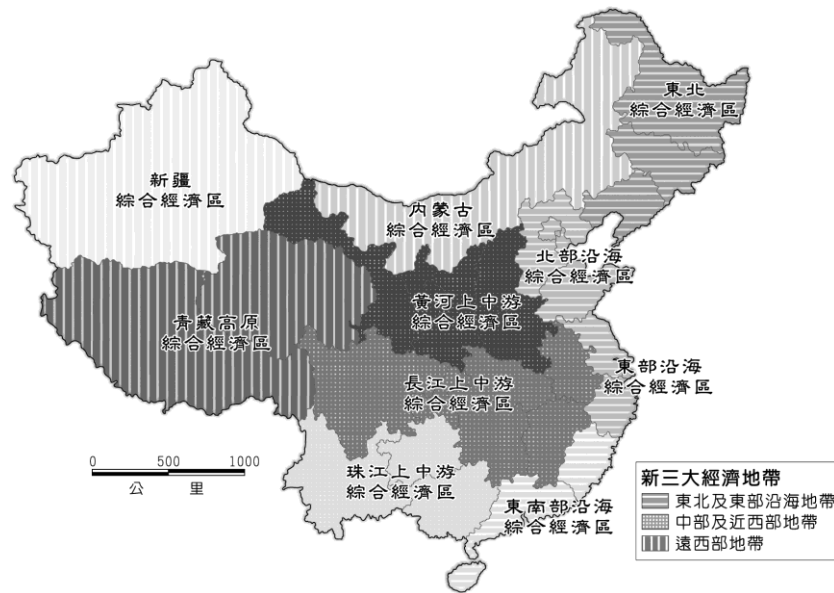 東北
綜合經濟區
新疆
綜合經濟區
內蒙古
綜合經濟區
北部沿海
綜合經濟區
黃河上中游
綜合經濟區
青藏高原
綜合經濟區
東部沿海
綜合經濟區
長江上中游
綜合經濟區
0 500 1000
公 里
珠江上中游
綜合經濟區
東南部沿海
綜合經濟區
新三大經濟地帶
東北及東部沿海地帶
中部及近西部地帶
遠西部地帶